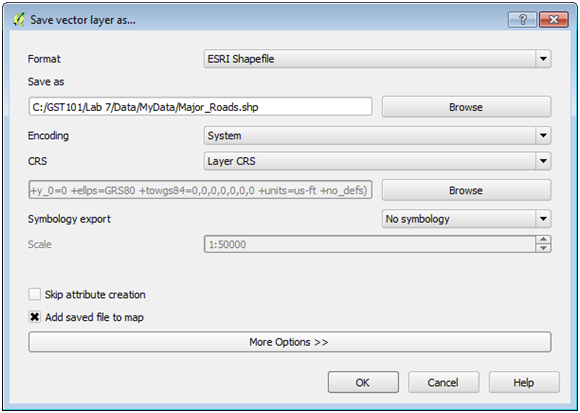 Save vector layer as...
Format ESRI Shapefile
Save as
C:/GST101/Lab 7/Data/MyData/Major_Roads.shp Browse
Encoding System
CRS Layer CRS
+y_0=0 +ellps=GRS80 +towgs84=0,0,0,0,0,0,0 +units=us-ft +no_defs) Browse
Symbology export No symbology
Scale 1:50000
Skip attribute creation
Add saved file to map
More Options >>
OK Cancel Help